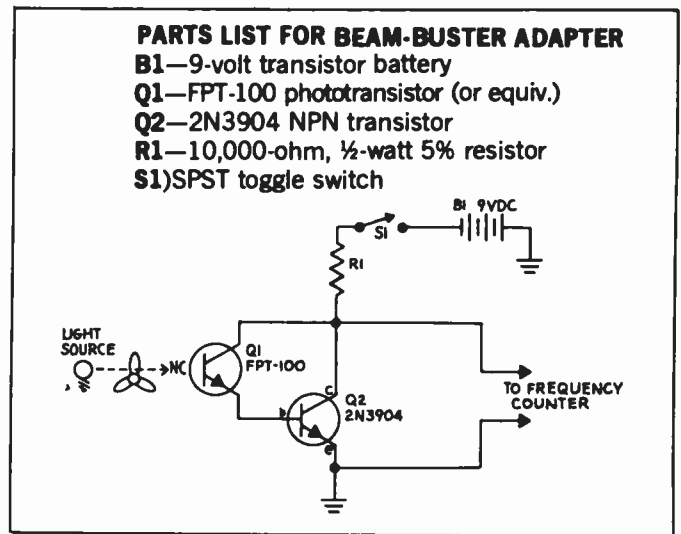 PARTS LIST FOR BEAM-BUSTER ADAPTER
B1—9-volt transistor battery
Q1—FPT-100 phototransistor (or equiv.)
Q2—2N3904 NPN transistor
R1—10,000-ohm, ½-watt 5% resistor
S1)SPST toggle switch
B1 9VDC
S1
R1
LIGHT
SOURCE
NC
Q1
FPT-100
C
Q2
2N3904
b
e
TO FREQUENCY
COUNTER